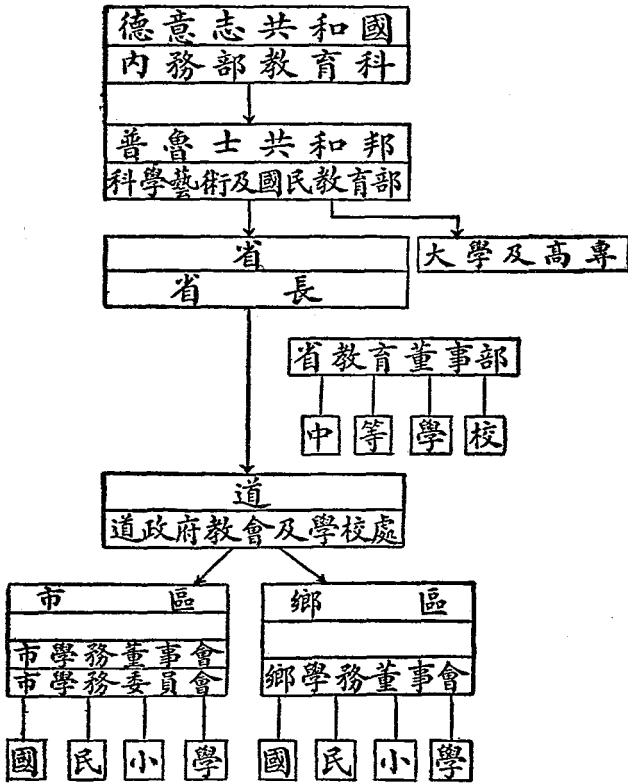 德意志共和國
內務部教育科
普魯士共和邦
科學藝術及國民教育部
省
省長
大學及高專
省教育董事部
中等學校
道
道政府教會及學校處
市區
市學務董事會
市學務委員會
國民小學
鄉區
鄉學務董事會
國民小學